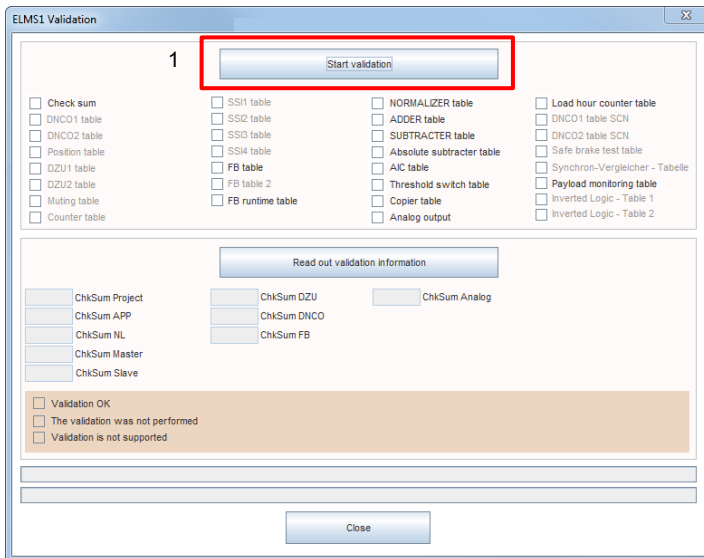 ELMS1 Validation
1
Start validation
Check sum
DNCO1 table
DNCO2 table
Position table
DZU1 table
DZU2 table
Muting table
Counter table
SSI1 table
SSI2 table
SSI3 table
SSI4 table
FB table
FB table 2
FB runtime table
NORMALIZER table
ADDER table
SUBTRACTER table
Absolute subtracter table
AIC table
Threshold switch table
Copier table
Analog output
Load hour counter table
DNCO1 table SCN
DNCO2 table SCN
Safe brake test table
Synchron-Vergleicher - Tabelle
Payload monitoring table
Inverted Logic - Table 1
Inverted Logic - Table 2
Read out validation information
ChkSum Project
ChkSum APP
ChkSum NL
ChkSum Master
ChkSum Slave
ChkSum DZU
ChkSum DNCO
ChkSum FB
ChkSum Analog
Validation OK
The validation was not performed
Validation is not supported
Close